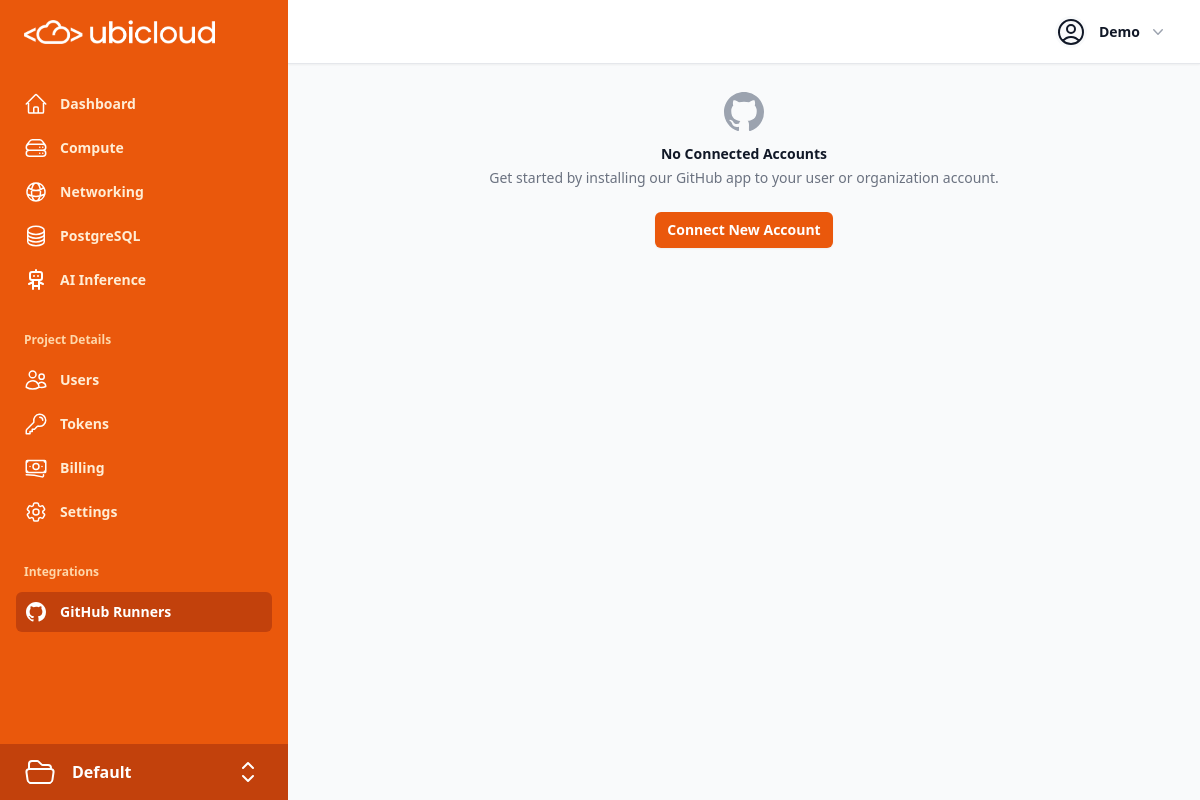 ubicloud
Demo
Dashboard
Compute
Networking
PostgreSQL
AI Inference
Project Details
Users
Tokens
Billing
Settings
Integrations
GitHub Runners
Default
No Connected Accounts
Get started by installing our GitHub app to your user or organization account.
Connect New Account